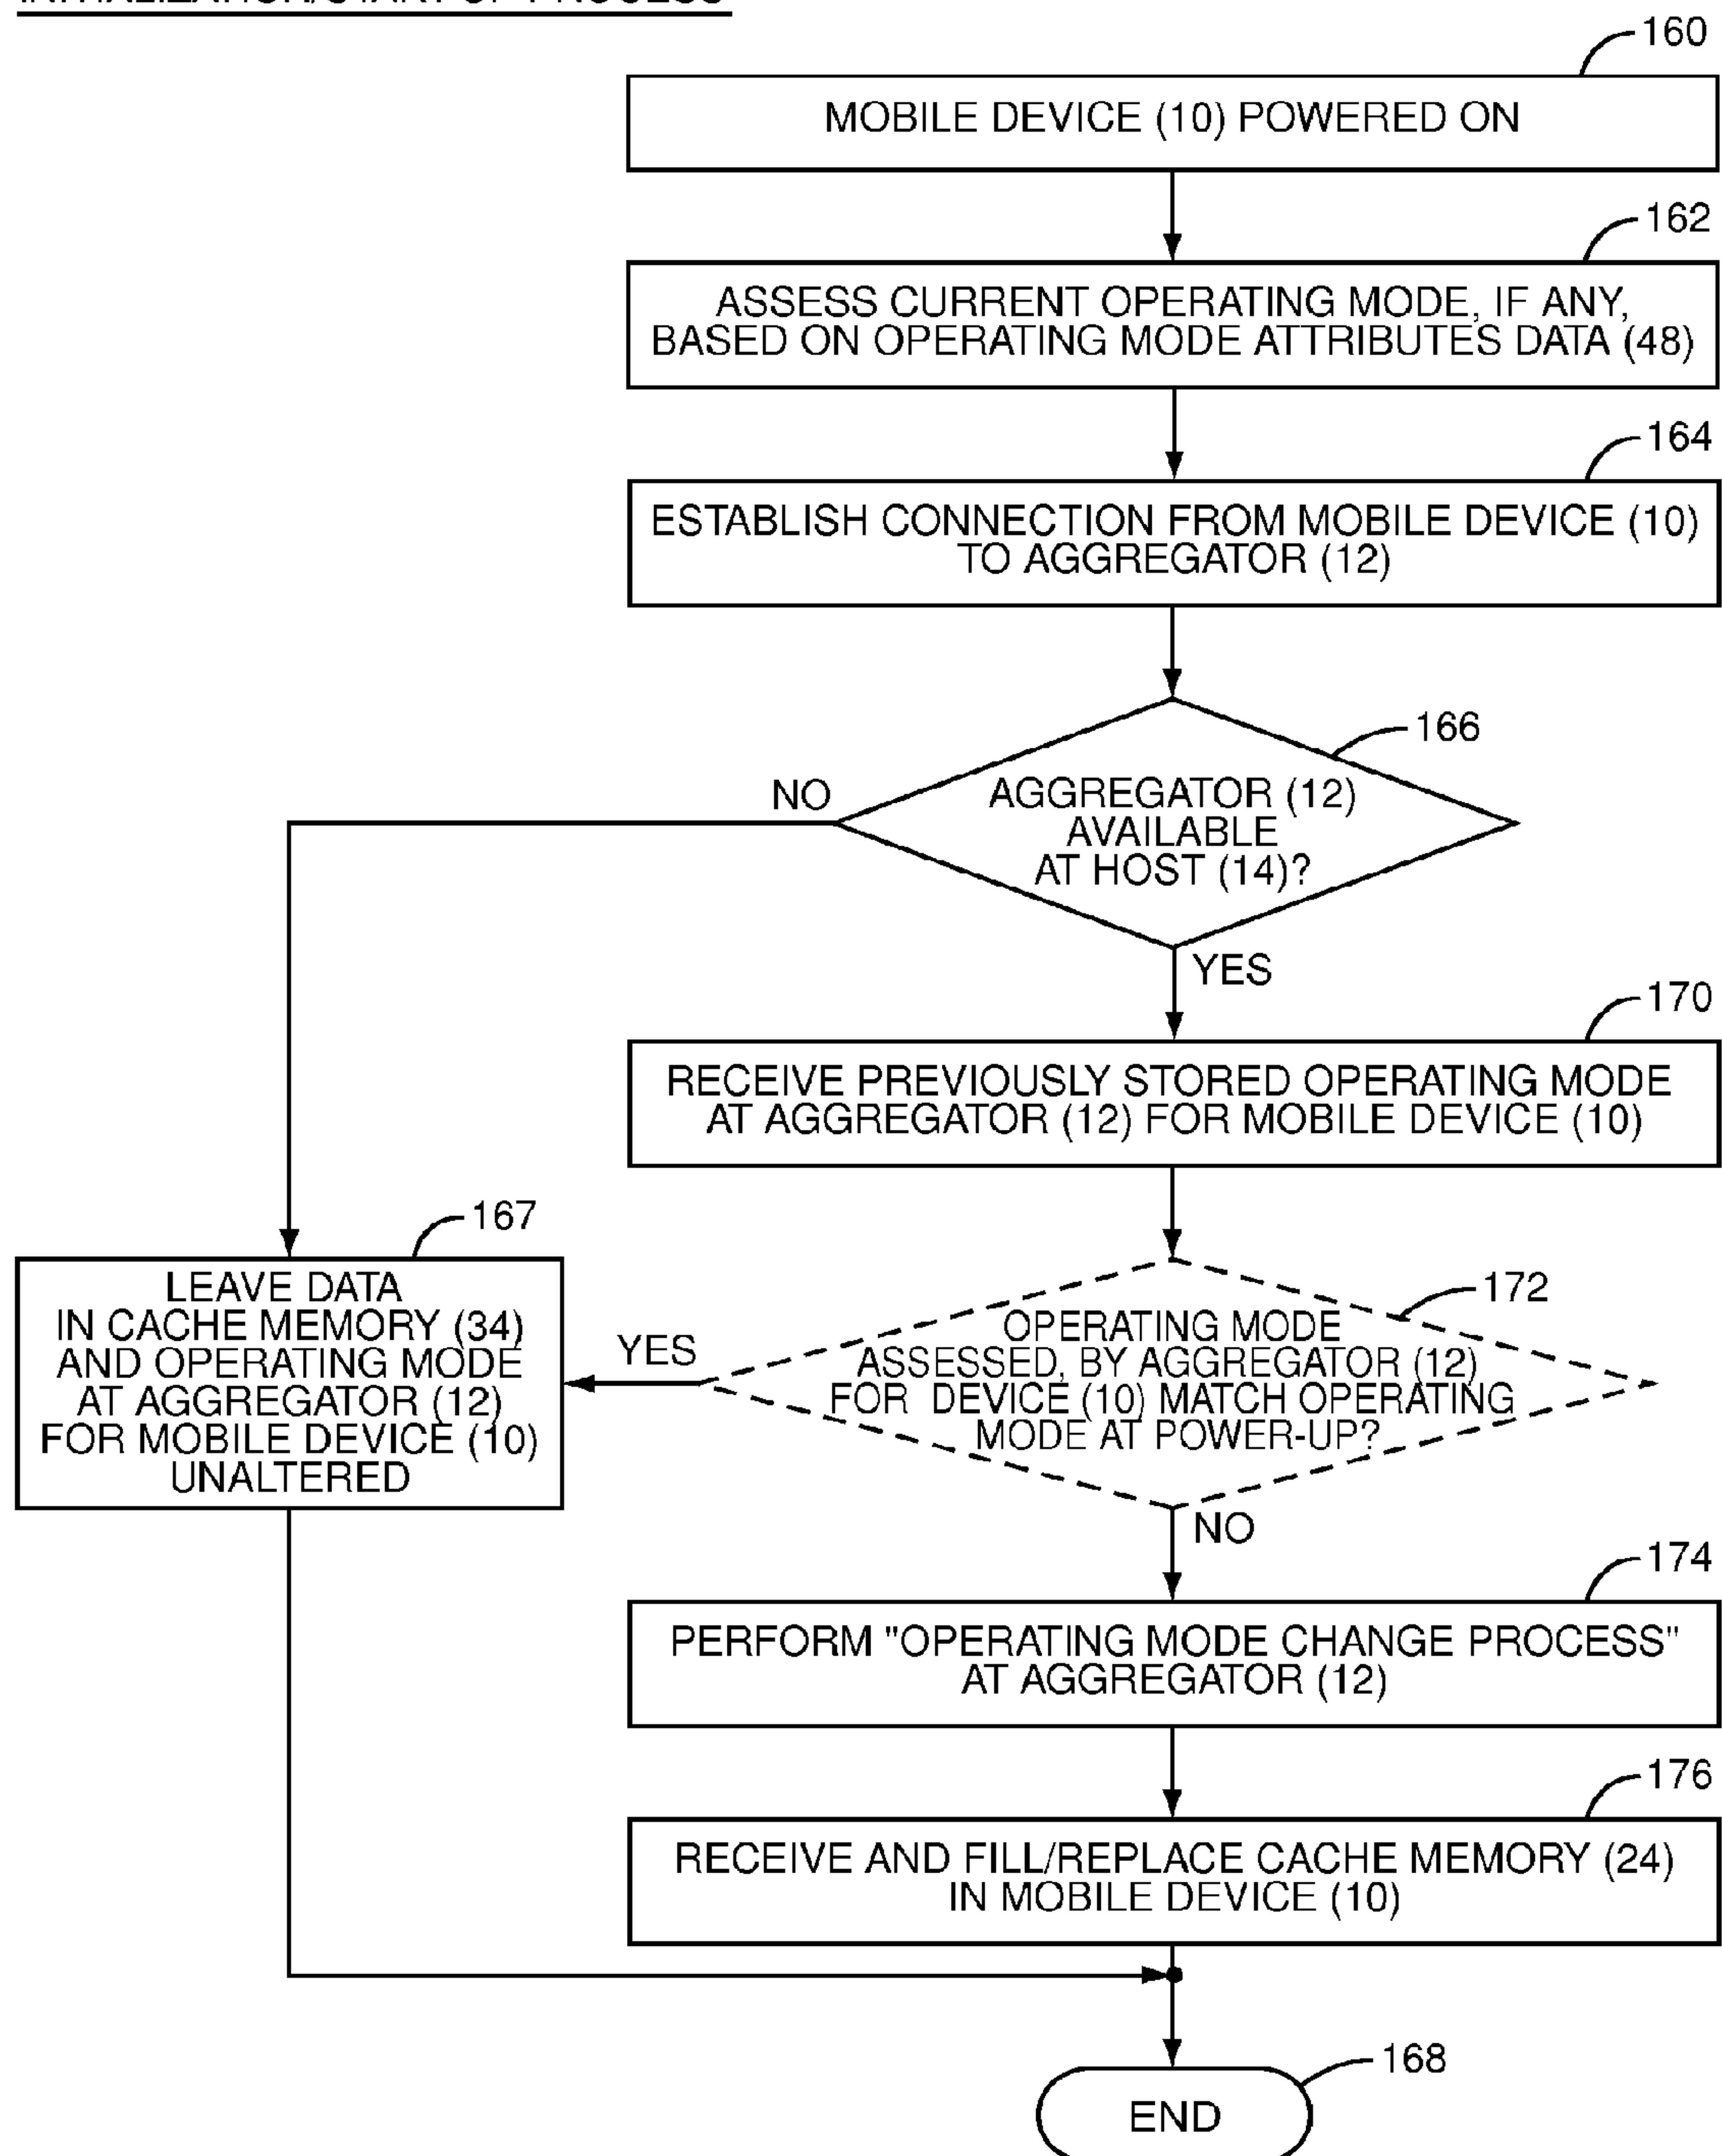 160
MOBILE DEVICE (10) POWERED ON
162
ASSESS CURRENT OPERATING MODE, IF ANY,
BASED ON OPERATING MODE ATTRIBUTES DATA (48)
164
ESTABLISH CONNECTION FROM MOBILE DEVICE (10)
TO AGGREGATOR (12)
166
NO
AGGREGATOR (12)
AVAILABLE
AT HOST (14)?
YES
170
RECEIVE PREVIOUSLY STORED OPERATING MODE
AT AGGREGATOR (12) FOR MOBILE DEVICE (10)
167
LEAVE DATA
IN CACHE MEMORY (34)
AND OPERATING MODE
AT AGGREGATOR (12)
FOR MOBILE DEVICE (10)
UNALTERED
172
YES
OPERATING MODE
ASSESSED, BY AGGREGATOR (12)
FOR DEVICE (10) MATCH OPERATING
MODE AT POWER-UP?
NO
174
PERFORM "OPERATING MODE CHANGE PROCESS"
AT AGGREGATOR (12)
176
RECEIVE AND FILL/REPLACE CACHE MEMORY (24)
IN MOBILE DEVICE (10)
168
END